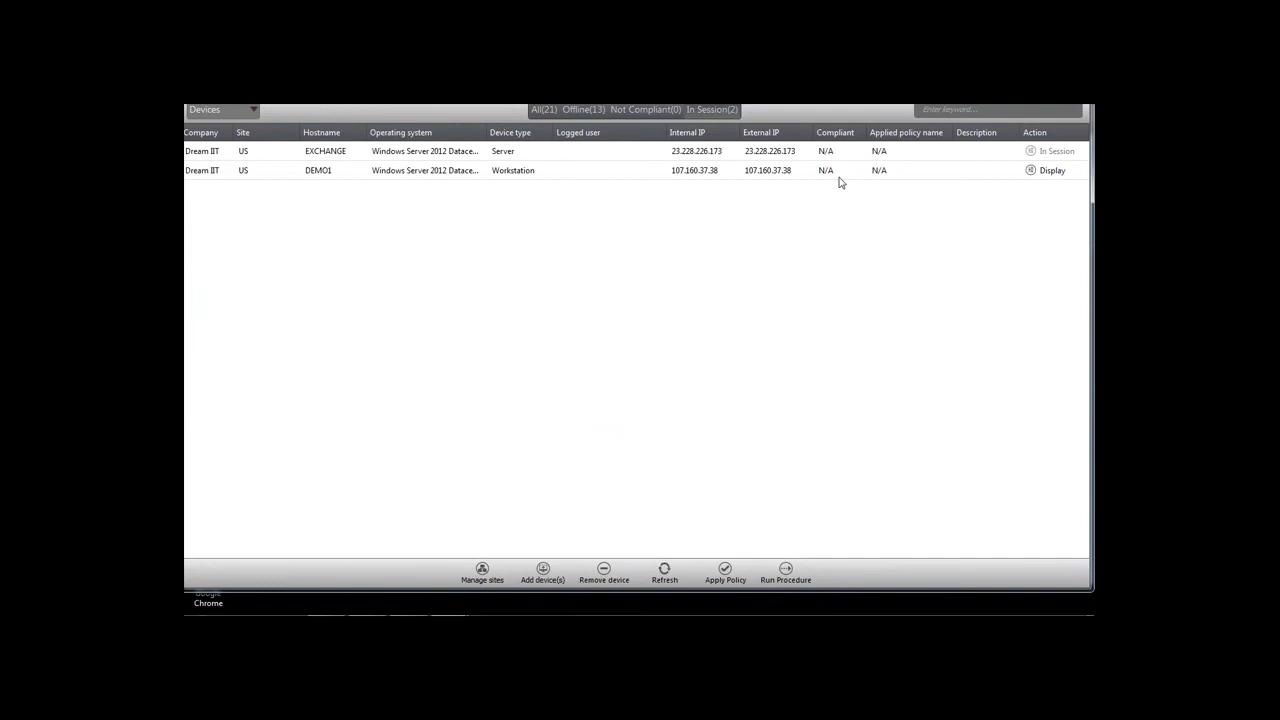 Devices All(21) Offline(13) Not Compliant(0) In Session(2) Enter keyword...
Company Site Hostname Operating system Device type Logged user Internal IP External IP Compliant Applied policy name Description Action
Dream IIT US EXCHANGE Windows Server 2012 Datace... Server 23.228.226.173 23.228.226.173 N/A N/A In Session
Dream IIT US DEMO1 Windows Server 2012 Datace... Workstation 107.160.37.38 107.160.37.38 N/A N/A Display
Manage sites Add device(s) Remove device Refresh Apply Policy Run Procedure
Google
Chrome